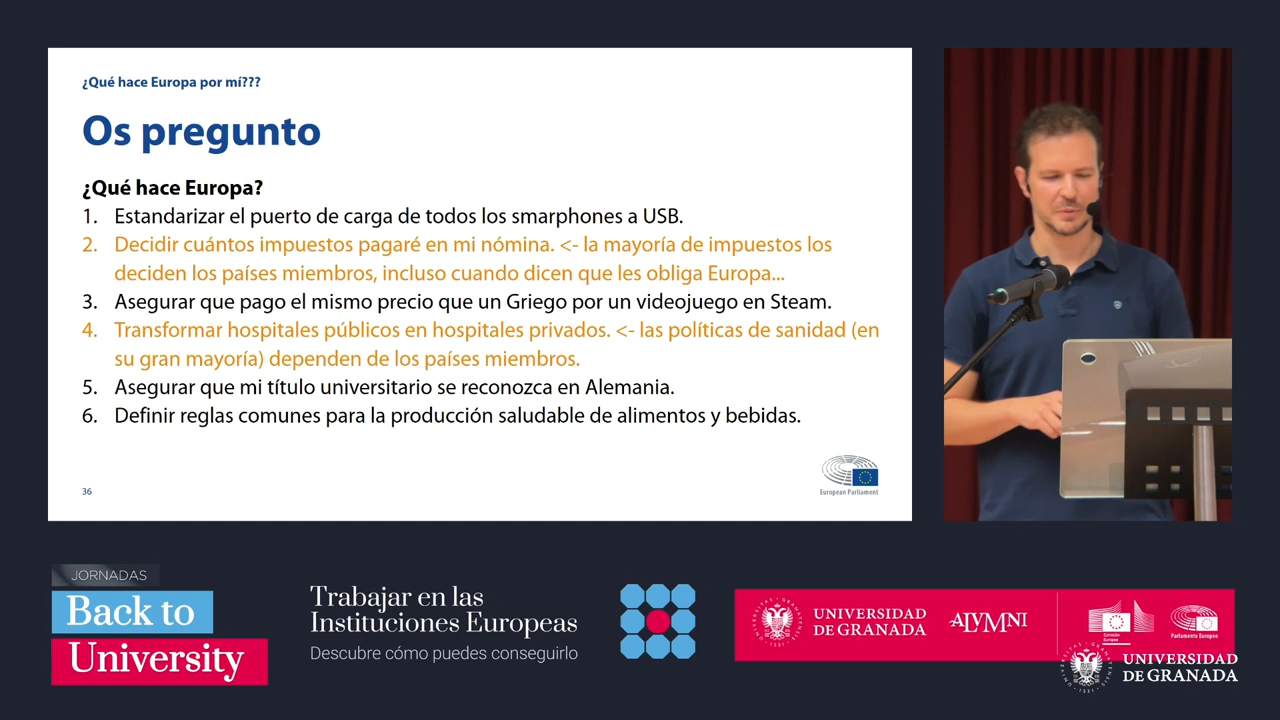 ¿Qué hace Europa por mí???
Os pregunto
¿Qué hace Europa?
1. Estandarizar el puerto de carga de todos los smarphones a USB.
2. Decidir cuántos impuestos pagaré en mi nómina. <- la mayoría de impuestos los
deciden los países miembros, incluso cuando dicen que les obliga Europa...
3. Asegurar que pago el mismo precio que un Griego por un videojuego en Steam.
4. Transformar hospitales públicos en hospitales privados. <- las políticas de sanidad (en
su gran mayoría) dependen de los países miembros.
5. Asegurar que mi título universitario se reconozca en Alemania.
6. Definir reglas comunes para la producción saludable de alimentos y bebidas.
36
European Parliament
JORNADAS
Back to
University
Trabajar en las
Instituciones Europeas
Descubre cómo puedes conseguirlo
UNIVERSIDAD
DE GRANADA
ALVMNI
Comisión
Europea
Parlamento Europeo
UNIVERSIDAD
DE GRANADA